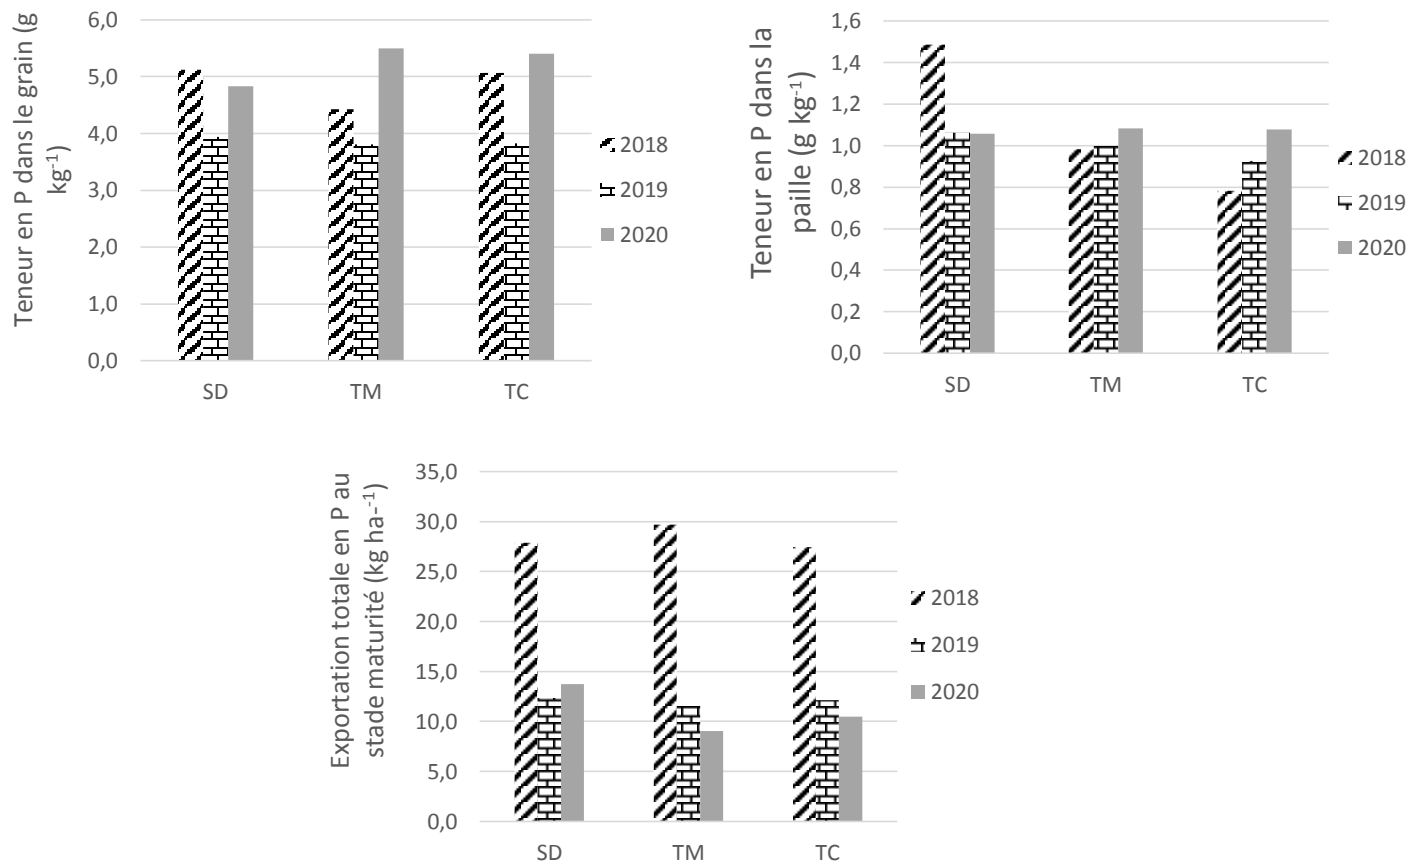 Teneur en P dans le grain (g
kg-1)
6,0
5,0
4,0
3,0
2,0
1,0
0,0
SD
TM
TC
2018
2019
2020
Teneur en P dans la
paille (g kg-1)
1,6
1,4
1,2
1,0
0,8
0,6
0,4
0,2
0,0
SD
TM
TC
2018
2019
2020
Exportation totale en P au
stade maturité (kg ha--1)
35,0
30,0
25,0
20,0
15,0
10,0
5,0
0,0
SD
TM
TC
2018
2019
2020